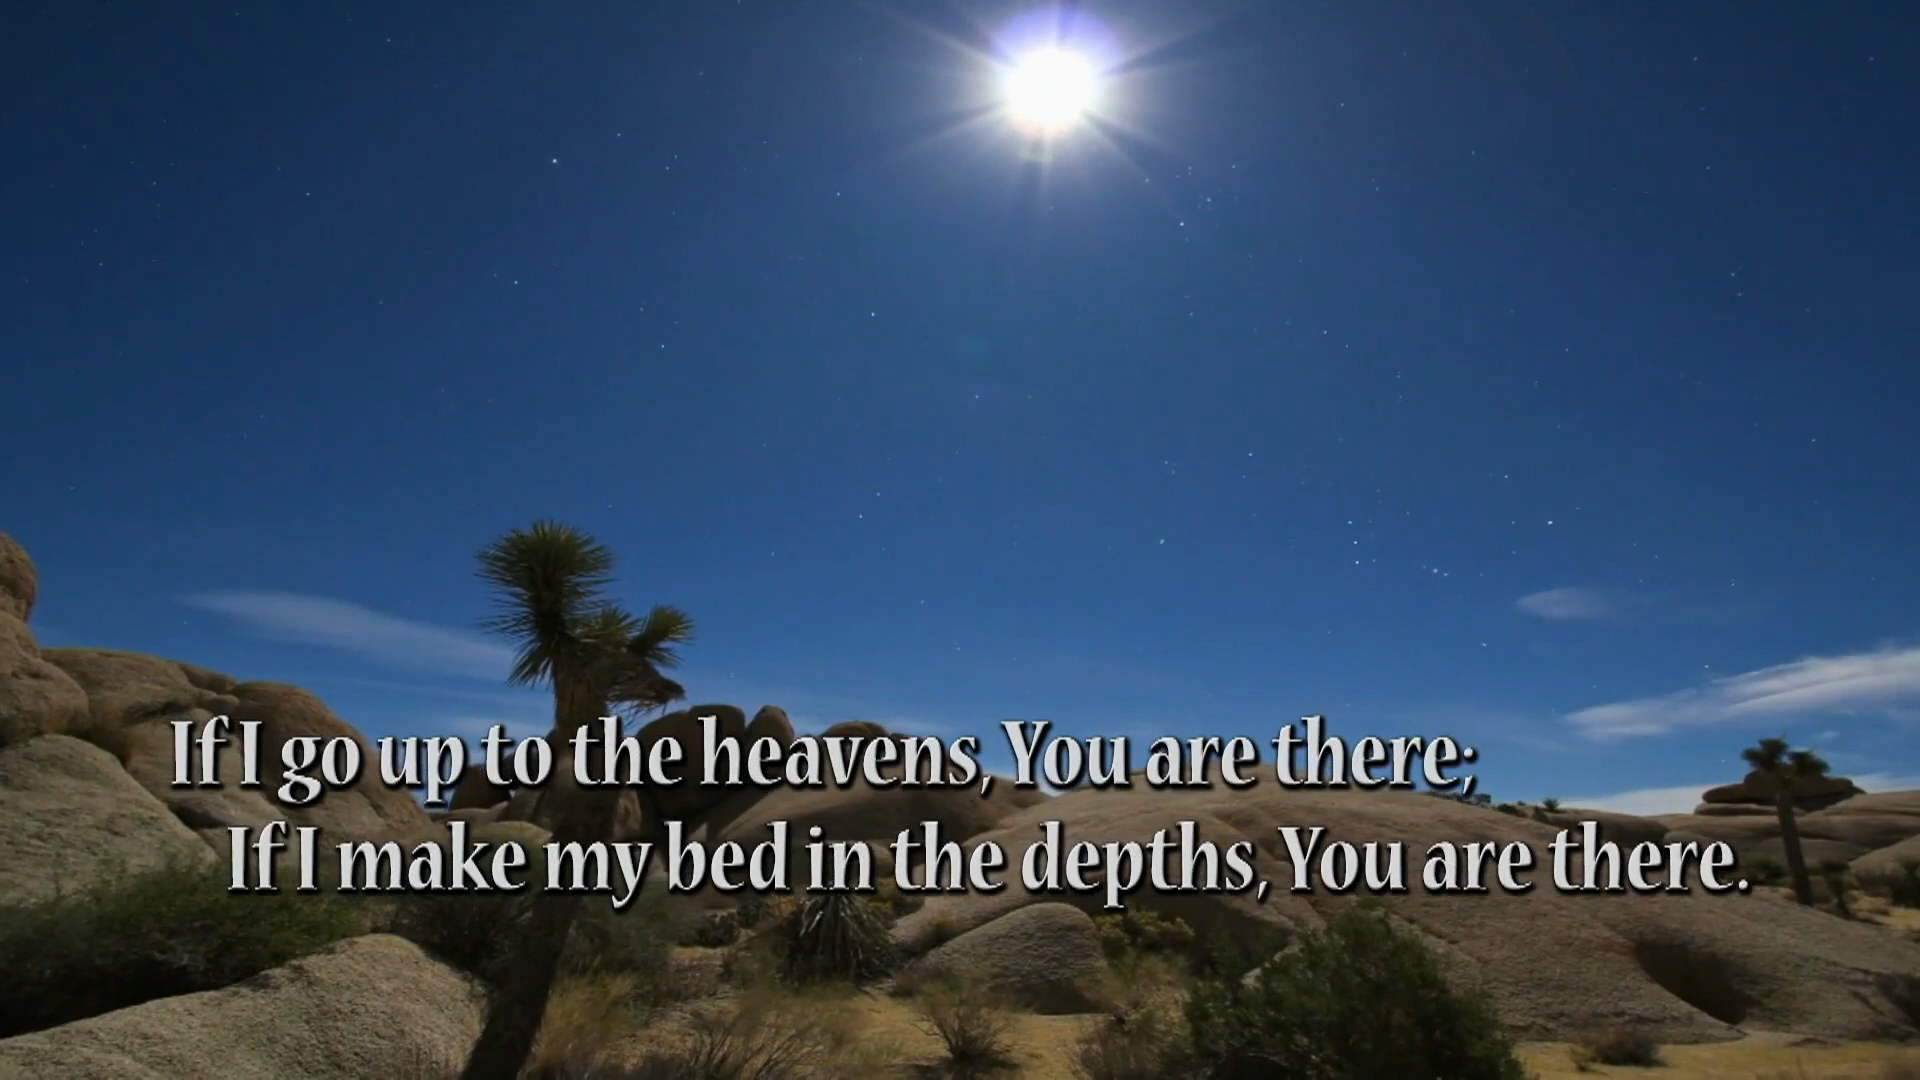 If I go up to the heavens, You are there;
If I make my bed in the depths, You are there.